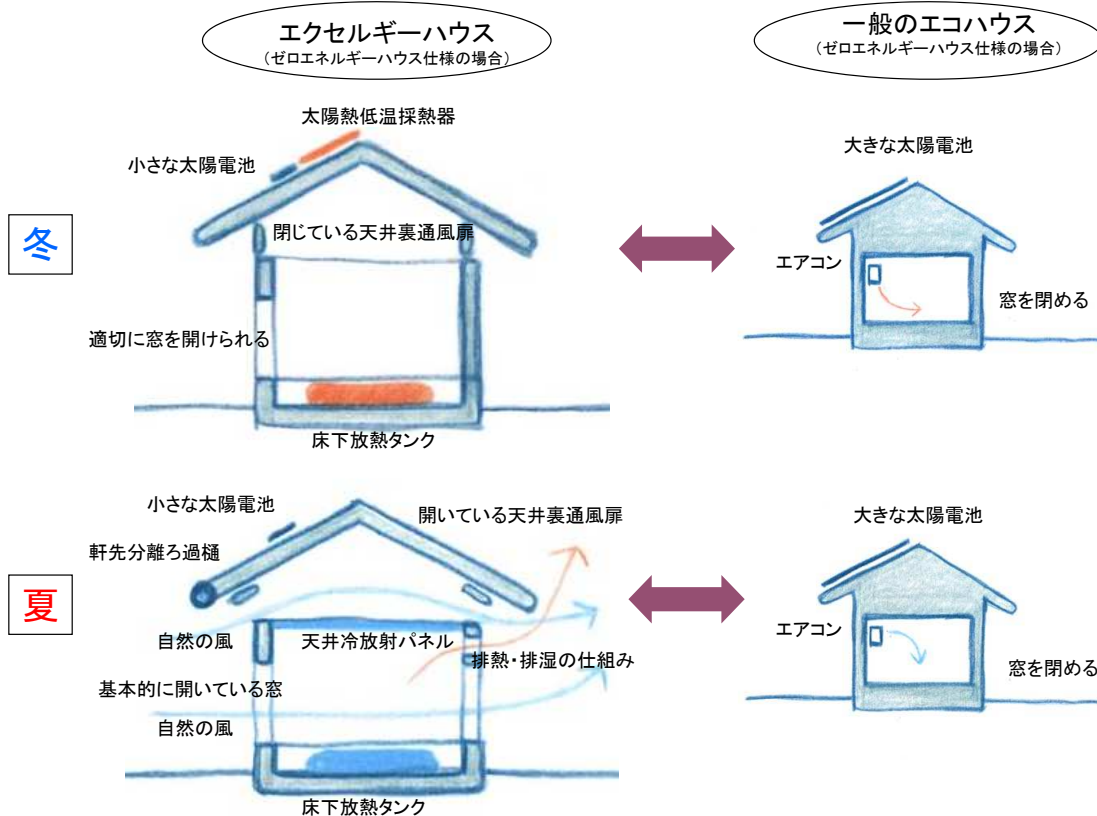 エクセルギーハウス
(ゼロエネルギーハウス仕様の場合)
一般のエコハウス
(ゼロエネルギーハウス仕様の場合)
冬
太陽熱低温採熱器
小さな太陽電池
閉じている天井裏通風扉
適切に窓を開けられる
床下放熱タンク
大きな太陽電池
エアコン
窓を閉める
夏
小さな太陽電池
開いている天井裏通風扉
軒先分離ろ過樋
自然の風
天井冷放射パネル
排熱・排湿の仕組み
基本的に開いている窓
自然の風
床下放熱タンク
大きな太陽電池
エアコン
窓を閉める